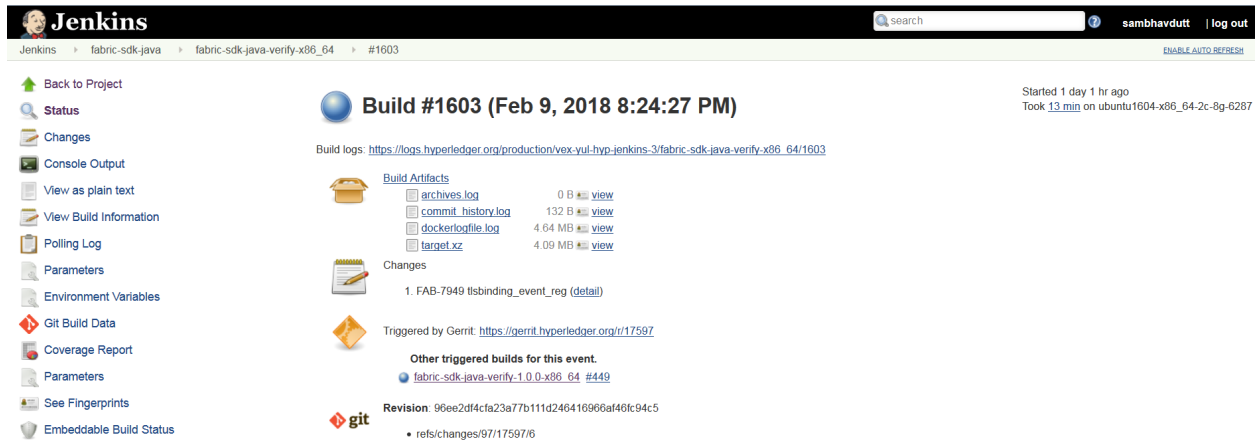 Jenkins
search
sambhavdutt | log out
Jenkins fabric-sdk-java fabric-sdk-java-verify-x86_64 #1603
ENABLE AUTO REFRESH
Back to Project
Status
Changes
Console Output
View as plain text
View Build Information
Polling Log
Parameters
Environment Variables
Git Build Data
Coverage Report
Parameters
See Fingerprints
Embeddable Build Status
Build #1603 (Feb 9, 2018 8:24:27 PM)
Started 1 day 1 hr ago
Took 13 min on ubuntu1604-x86_64-2c-8g-6287
Build logs: https://logs.hyperledger.org/production/vex-yul-hyp-jenkins-3/fabric-sdk-java-verify-x86_64/1603
Build Artifacts
archives.log 0 B view
commit_history.log 132 B view
dockerlogfile.log 4.64 MB view
target.xz 4.09 MB view
Changes
1. FAB-7949 tlsbinding_event_reg (detail)
Triggered by Gerrit: https://gerrit.hyperledger.org/r/17597
Other triggered builds for this event.
fabric-sdk-java-verify-1.0.0-x86_64 #449
git
Revision: 96ee2df4cfa23a77b111d246416966af46fc94c5
• refs/changes/97/17597/6